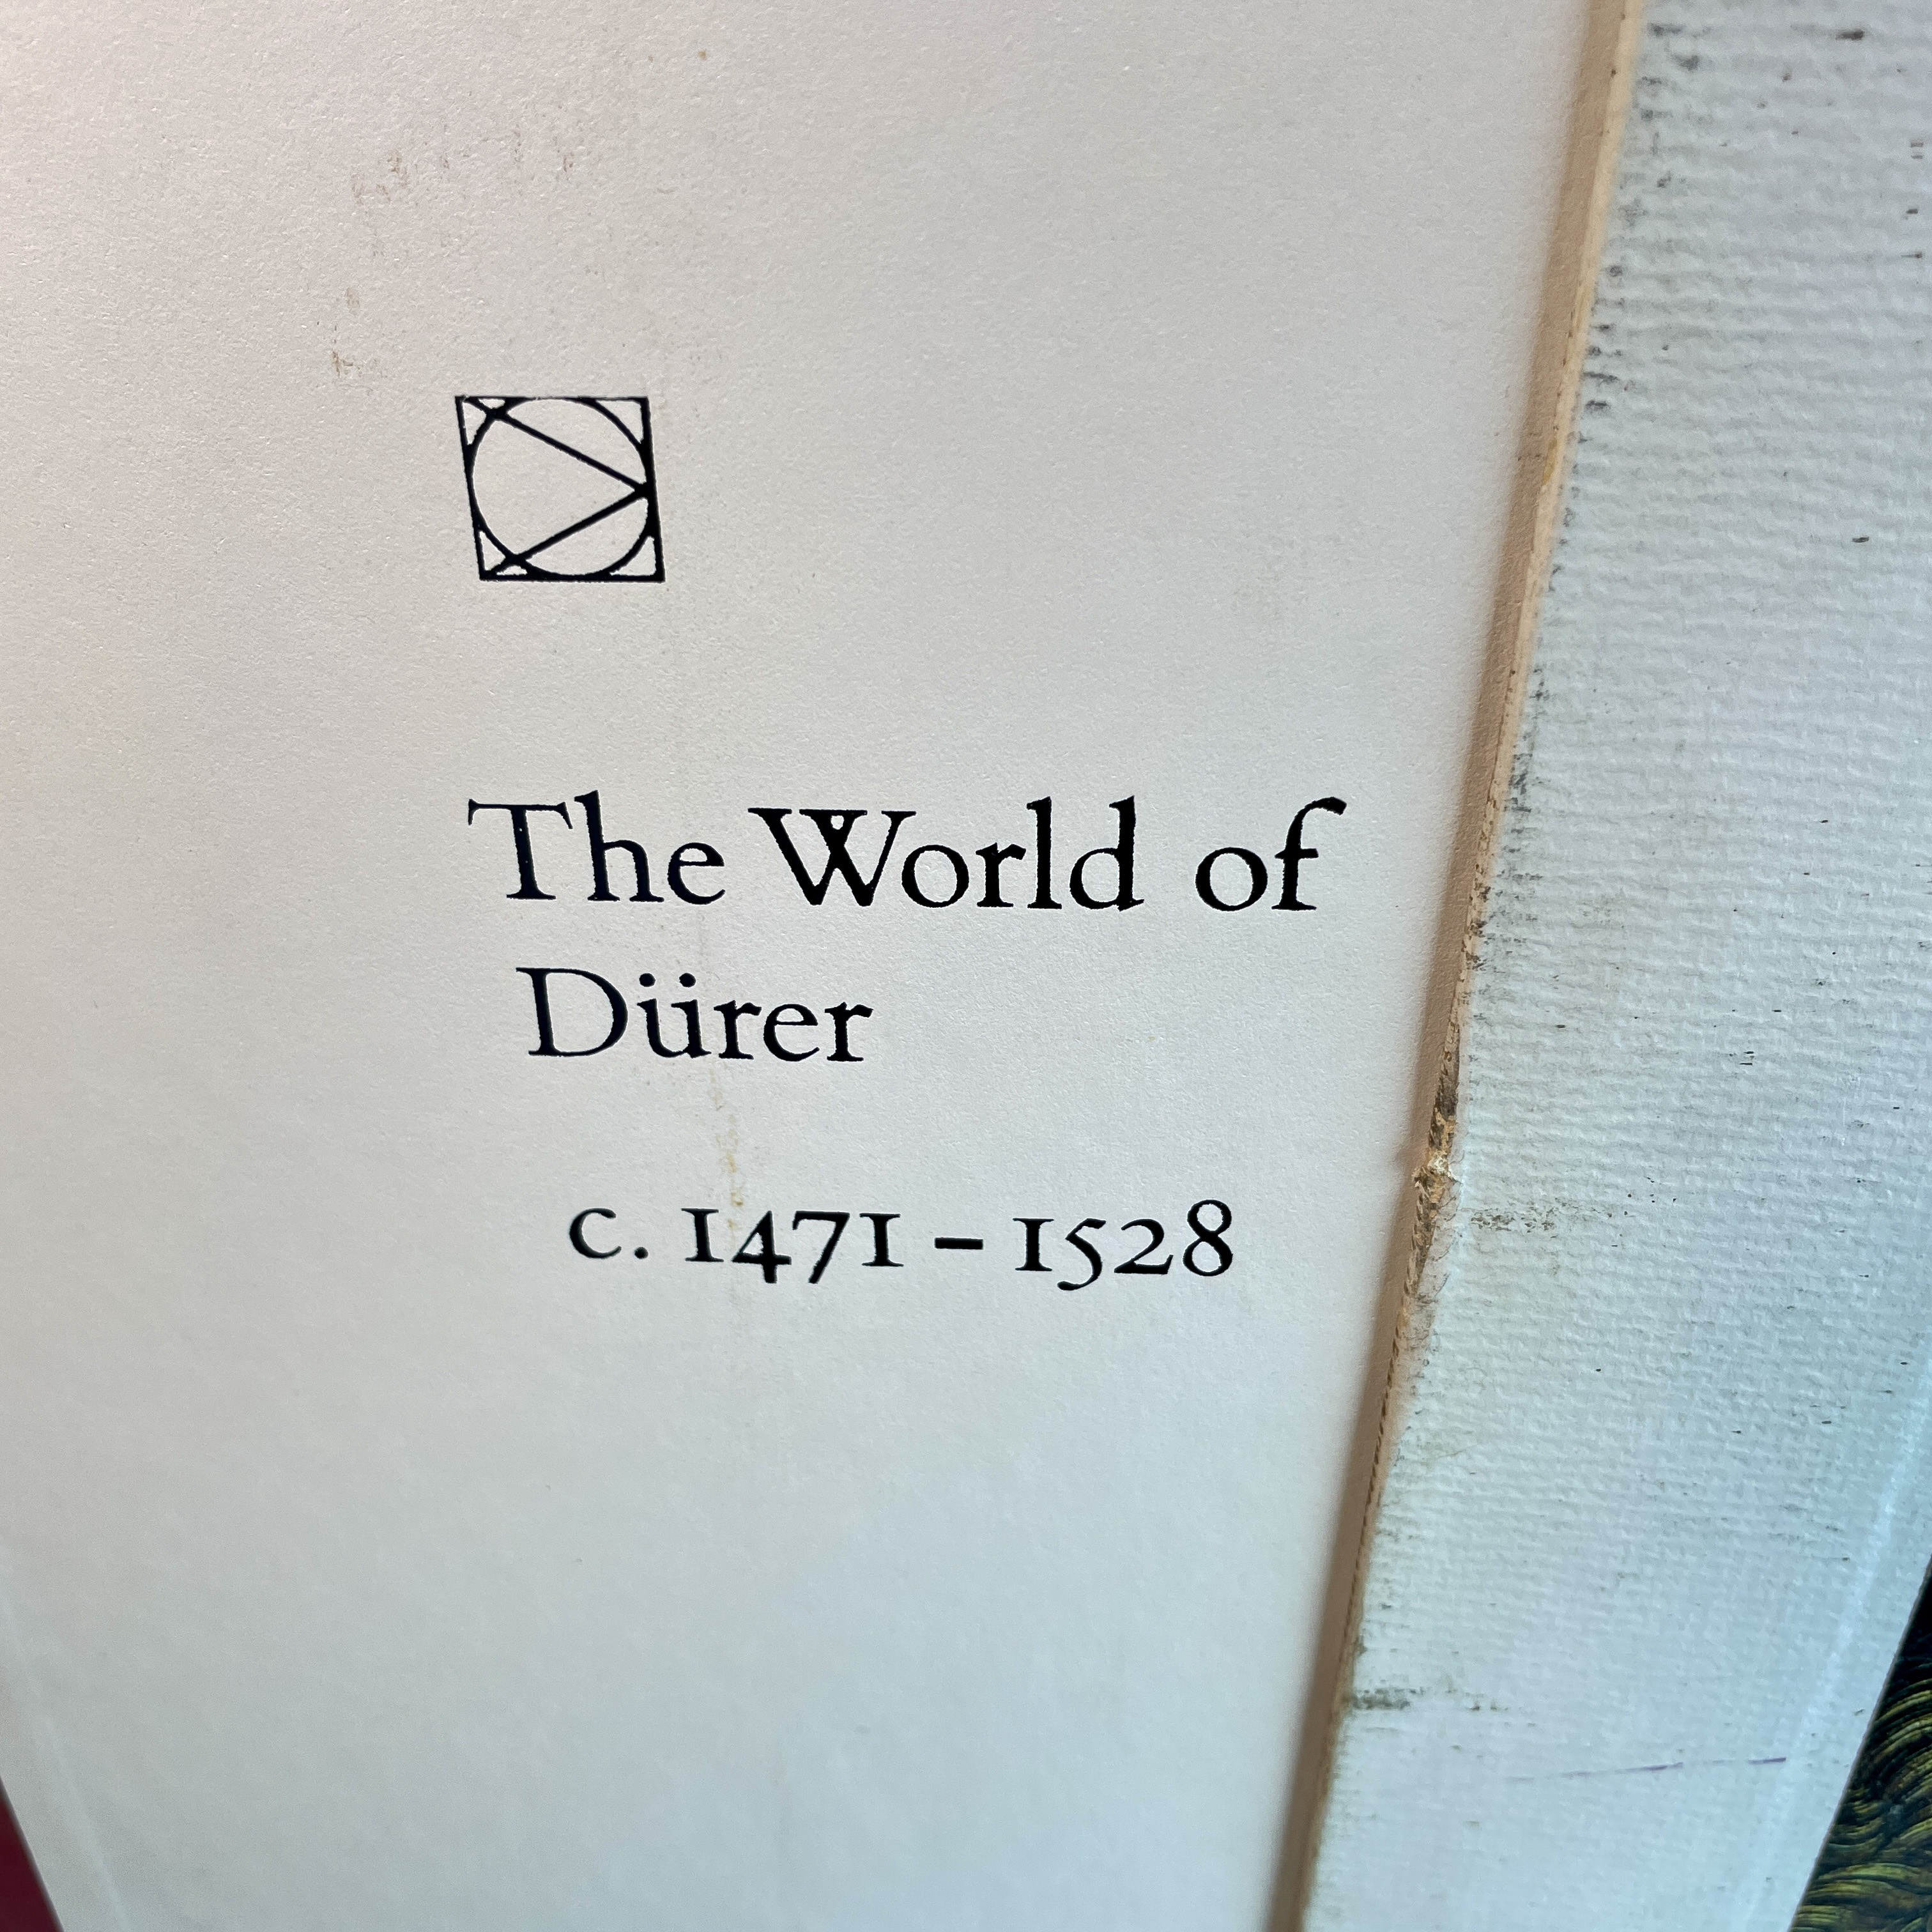 The World of
Dürer
c. 1471 – 1528